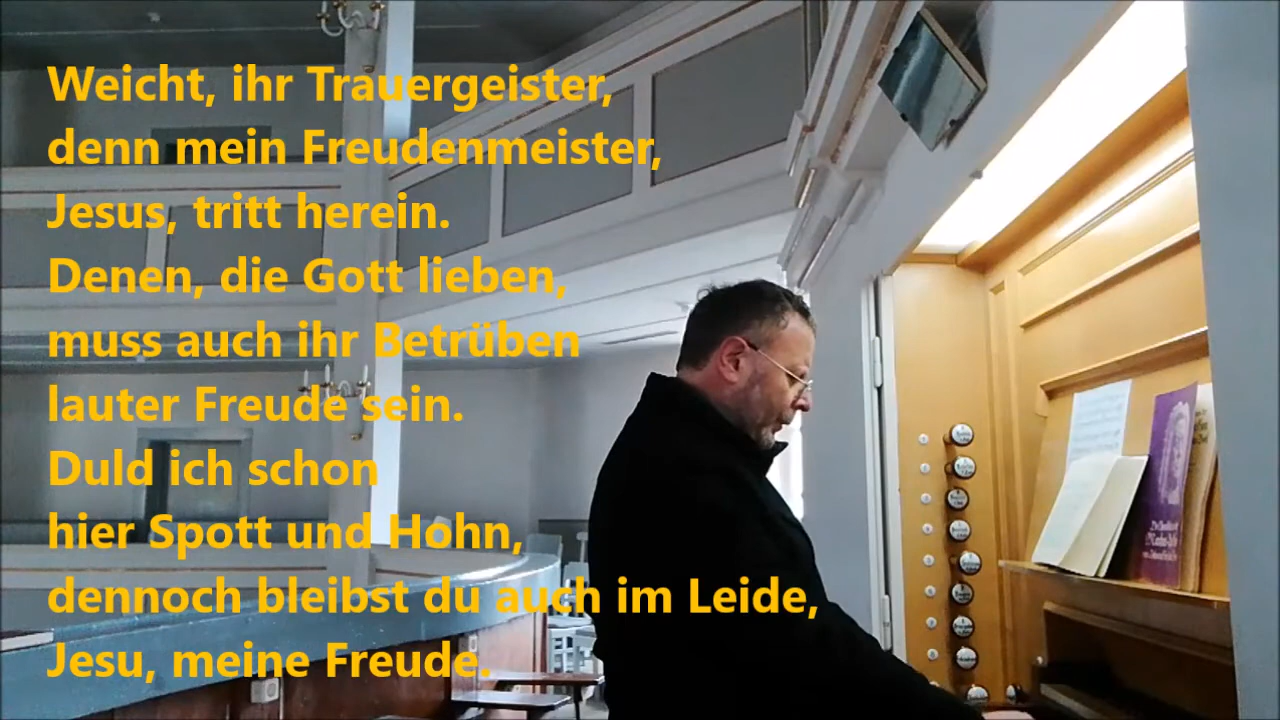 Weicht, ihr Trauergeister,
denn mein Freudenmeister,
Jesus, tritt herein.
Denen, die Gott lieben,
muss auch ihr Betrüben
lauter Freude sein.
Duld ich schon
hier Spott und Hohn,
dennoch bleibst du auch im Leide,
Jesu, meine Freude.